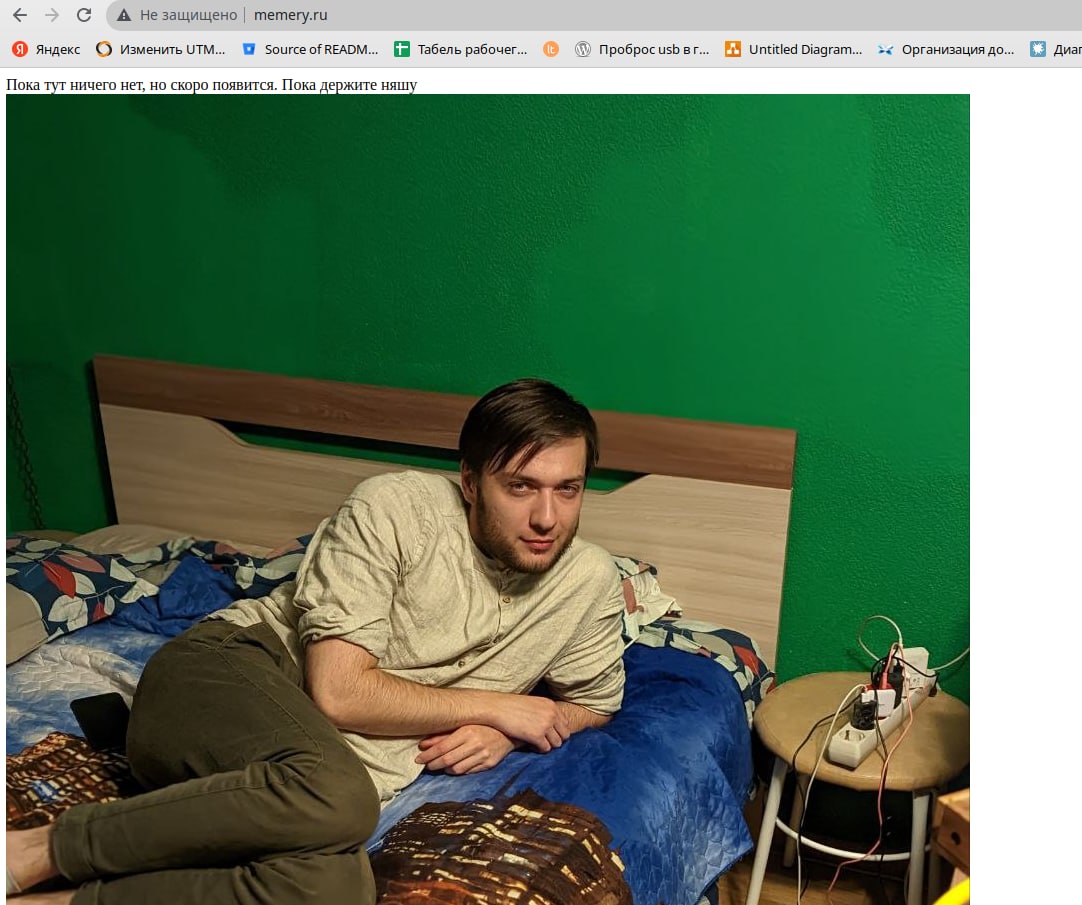 Не защищено memery.ru
Яндекс Изменить UTM... Source of READM... Табель рабочег... lt Проброс usb в г... Untitled Diagram... Организация до... Диаг
Пока тут ничего нет, но скоро появится. Пока держите няшу